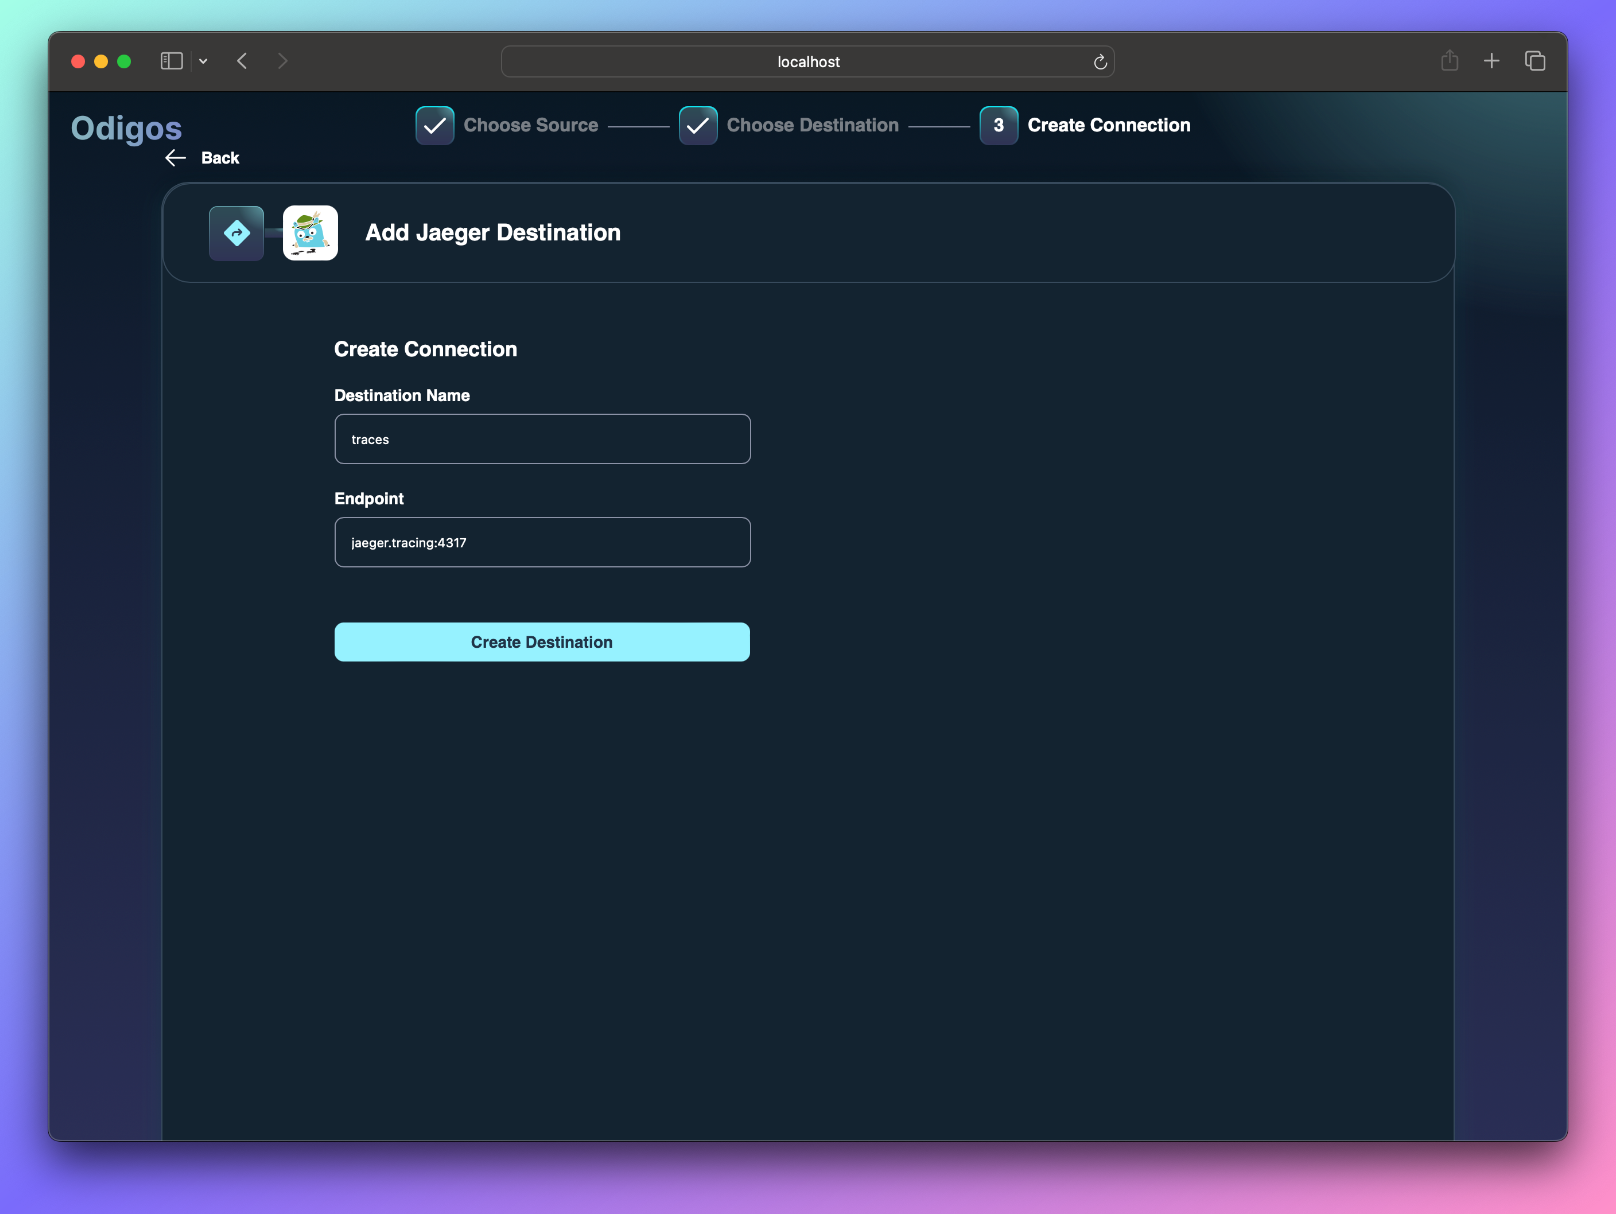 localhost
Odigos
Choose Source
Choose Destination
3 Create Connection
Back
Add Jaeger Destination
Create Connection
Destination Name
traces
Endpoint
jaeger.tracing:4317
Create Destination